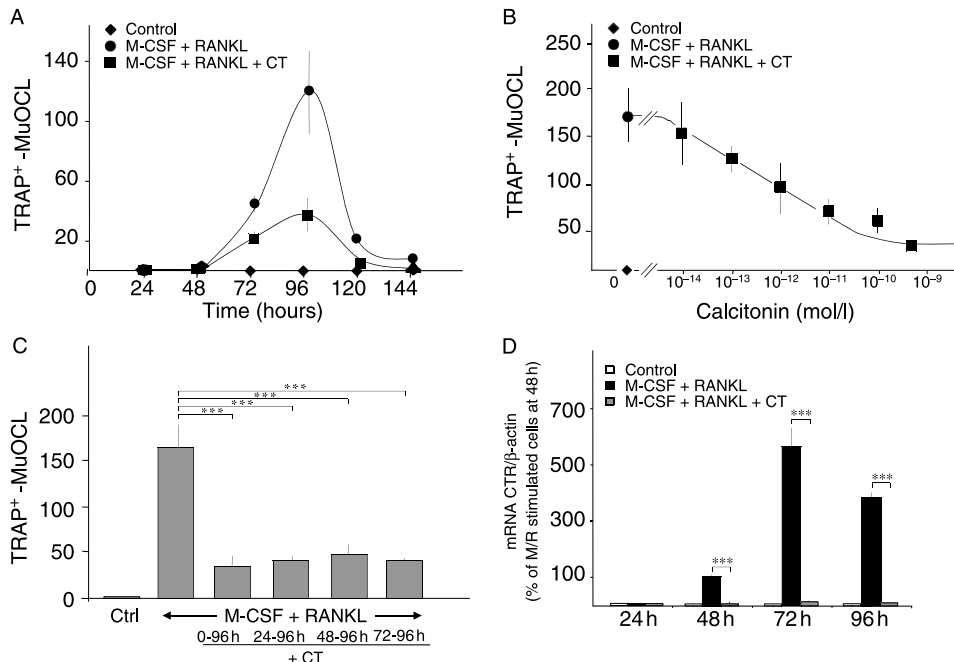 A
Control
M-CSF + RANKL
M-CSF + RANKL + CT
TRAP⁺ -MuOCL
120
100
60
20
0 24 48 72 96 120 144
Time (hours)
B
Control
M-CSF + RANKL
M-CSF + RANKL + CT
TRAP⁺ -MuOCL
250
200
150
100
50
0 10⁻¹⁴ 10⁻¹³ 10⁻¹² 10⁻¹¹ 10⁻¹⁰ 10⁻⁹
Calcitonin (mol/l)
C
TRAP⁺ -MuOCL
200
150
100
50
0
***
***
***
***
Ctrl
M-CSF + RANKL
0-96 h 24-96 h 48-96 h 72-96 h
+ CT
D
Control
M-CSF + RANKL
M-CSF + RANKL + CT
mRNA CTR/β-actin
(% of M/R stimulated cells at 48 h)
700
500
300
100
***
***
***
24 h 48 h 72 h 96 h